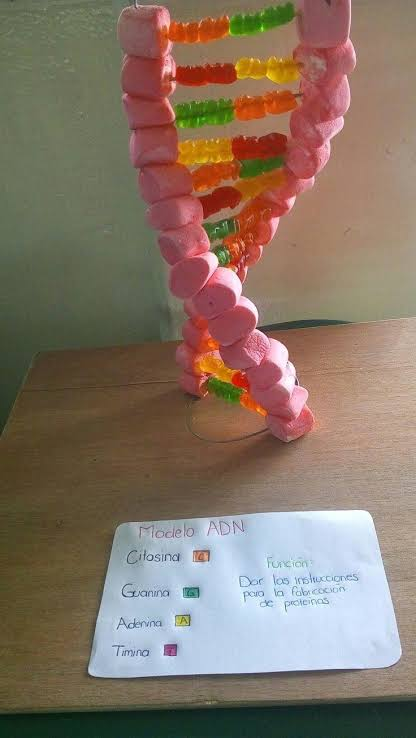 Modelo ADN
Citosina C
Guanina G
Adenina A
Timina T
Función:
Dar las instrucciones
para la fabricación
de proteínas.